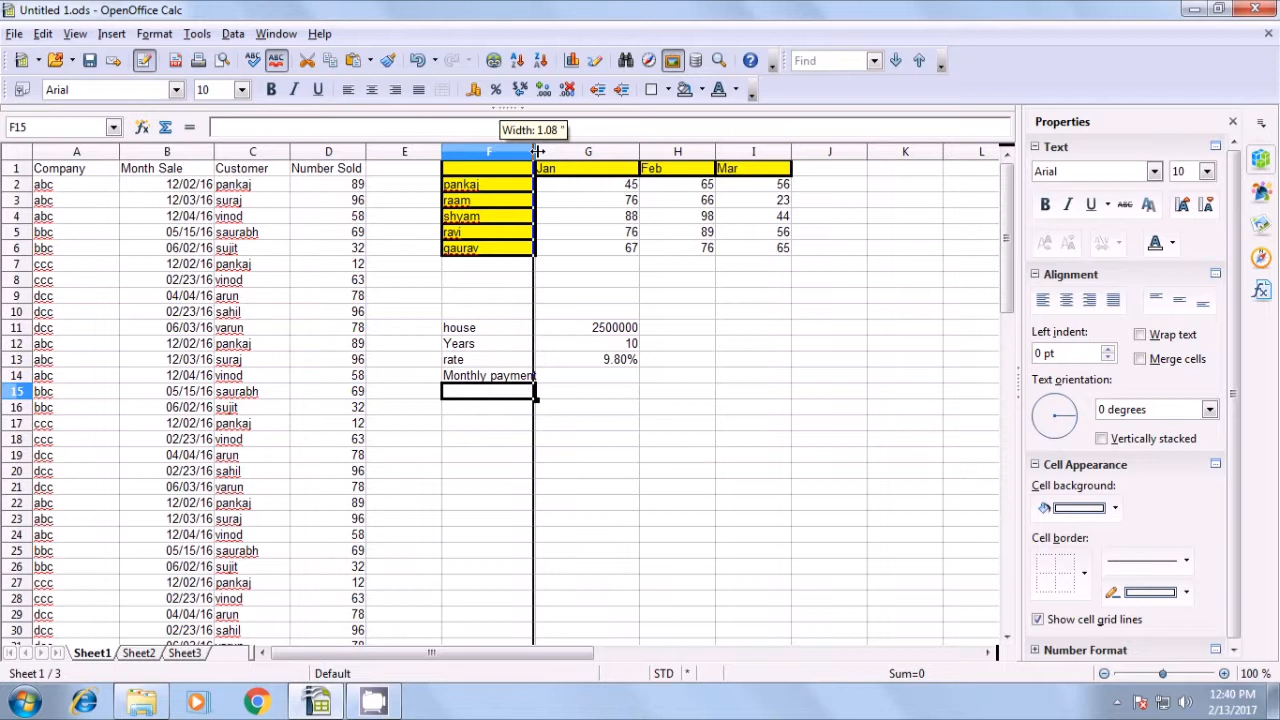 Untitled 1.ods - OpenOffice Calc
File Edit View Insert Format Tools Data Window Help
Find
Arial 10
F15
Width: 1.08 "
A B C D E F G H I J K L
1 Company Month Sale Customer Number Sold Jan Feb Mar
2 abc 12/02/16 pankaj 89 pankaj 45 65 56
3 abc 12/03/16 suraj 96 raam 76 66 23
4 abc 12/04/16 vinod 58 shyam 88 98 44
5 bbc 05/15/16 saurabh 69 ravi 76 89 56
6 bbc 06/02/16 sujit 32 gaurav 67 76 65
7 ccc 12/02/16 pankaj 12
8 ccc 02/23/16 vinod 63
9 dcc 04/04/16 arun 78
10 dcc 02/23/16 sahil 96
11 dcc 06/03/16 varun 78 house 2500000
12 abc 12/02/16 pankaj 89 Years 10
13 abc 12/03/16 suraj 96 rate 9.80%
14 abc 12/04/16 vinod 58 Monthly payment
15 bbc 05/15/16 saurabh 69
16 bbc 06/02/16 sujit 32
17 ccc 12/02/16 pankaj 12
18 ccc 02/23/16 vinod 63
19 dcc 04/04/16 arun 78
20 dcc 02/23/16 sahil 96
21 dcc 06/03/16 varun 78
22 abc 12/02/16 pankaj 89
23 abc 12/03/16 suraj 96
24 abc 12/04/16 vinod 58
25 bbc 05/15/16 saurabh 69
26 bbc 06/02/16 sujit 32
27 ccc 12/02/16 pankaj 12
28 ccc 02/23/16 vinod 63
29 dcc 04/04/16 arun 78
30 dcc 02/23/16 sahil 96
Properties
Text
Arial 10
Alignment
Left indent: Wrap text
0 pt Merge cells
Text orientation:
0 degrees
Vertically stacked
Cell Appearance
Cell background:
Cell border:
Show cell grid lines
Number Format
Sheet1 Sheet2 Sheet3
Sheet 1 / 3 Default STD * Sum=0 100 %
12:40 PM
2/13/2017